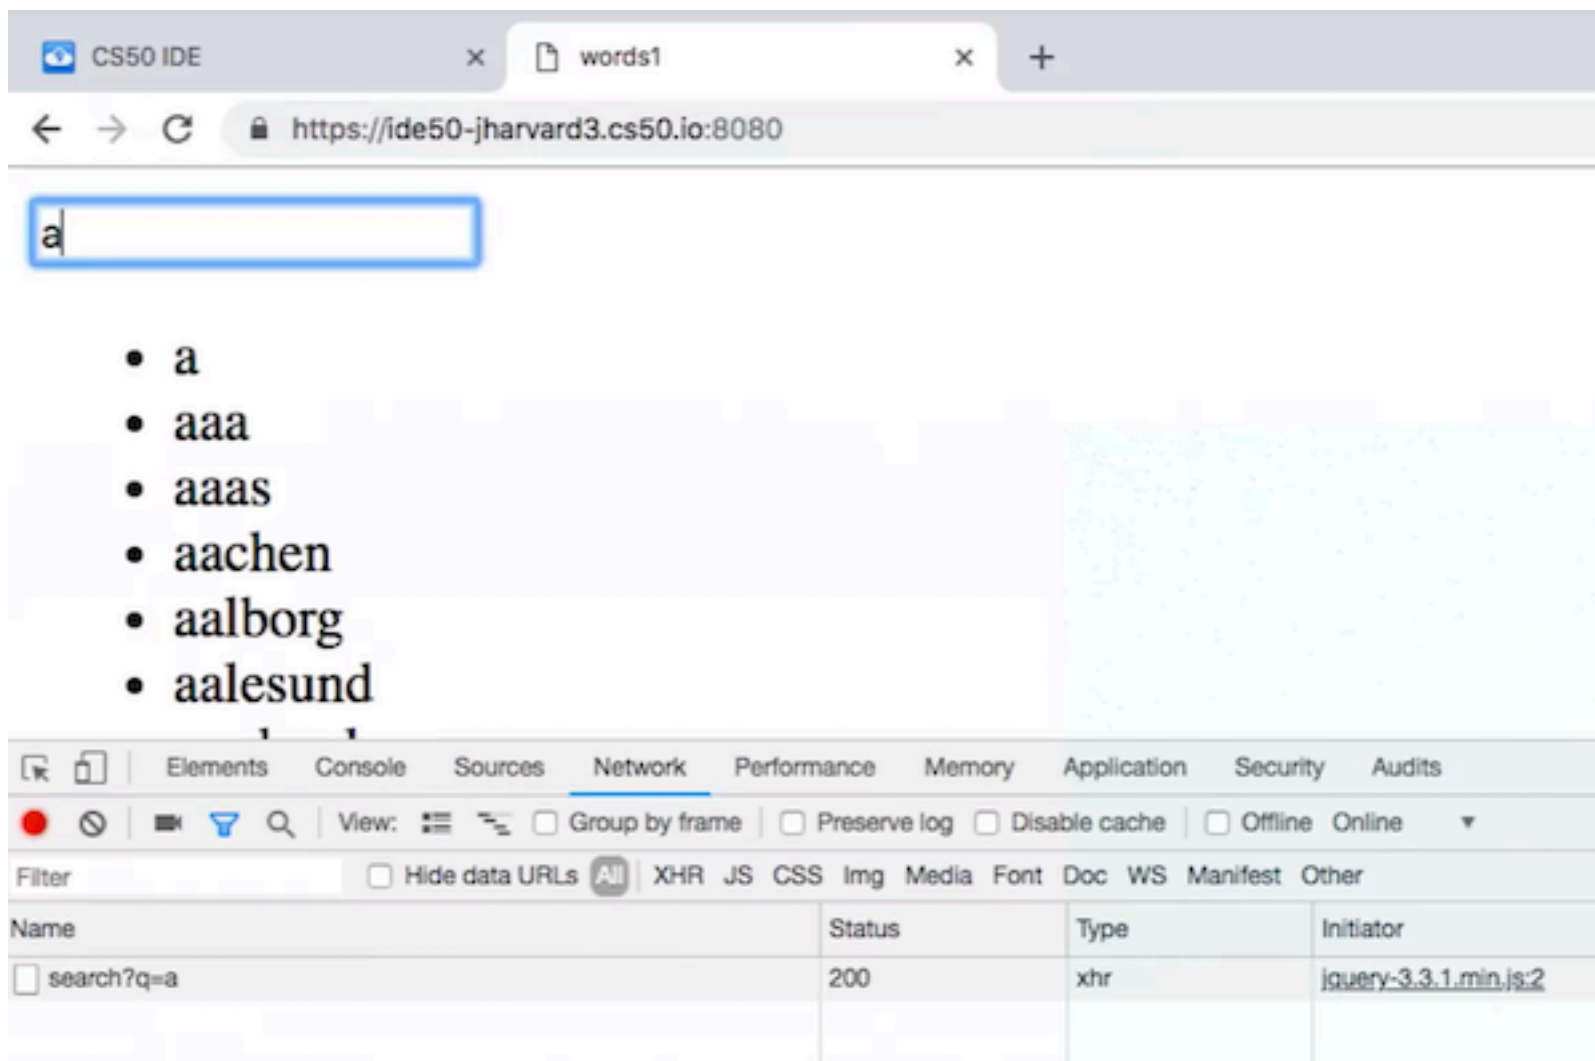 CS50 IDE × words1 × +
https://ide50-jharvard3.cs50.io:8080
a
• a
• aaa
• aaas
• aachen
• aalborg
• aalesund
Elements Console Sources Network Performance Memory Application Security Audits
View: Group by frame Preserve log Disable cache Offline Online ▼
Filter Hide data URLs All XHR JS CSS Img Media Font Doc WS Manifest Other
Name Status Type Initiator
search?q=a 200 xhr jquery-3.3.1.min.js:2